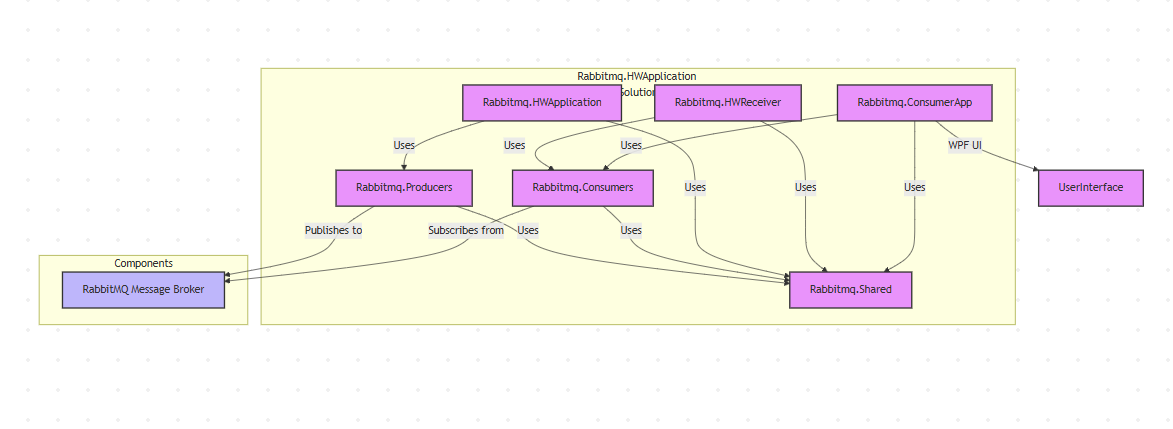 Rabbitmq.HWApplication
Solution
Rabbitmq.HWApplication
Rabbitmq.HWReceiver
Rabbitmq.ConsumerApp
Uses
Uses
Uses
WPF UI
Rabbitmq.Producers
Rabbitmq.Consumers
Uses
Uses
Uses
UserInterface
Publishes to
Subscribes from
Uses
Uses
Components
RabbitMQ Message Broker
Rabbitmq.Shared